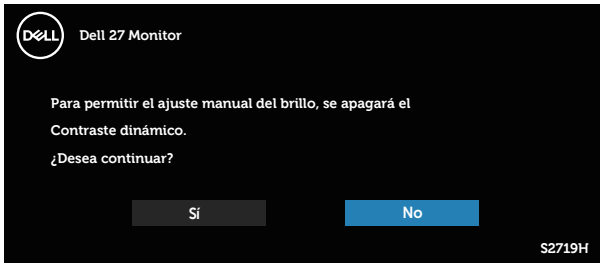 DELL
Dell 27 Monitor
Para permitir el ajuste manual del brillo, se apagará el
Contraste dinámico.
¿Desea continuar?
Sí
No
S2719H